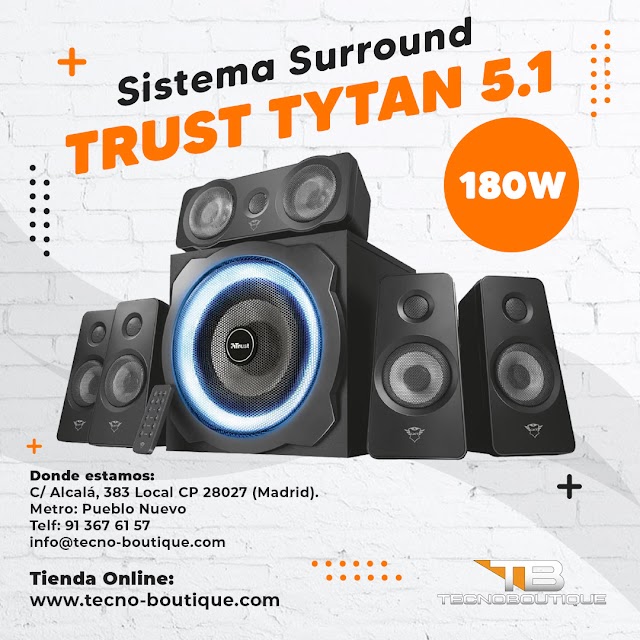 Sistema Surround
TRUST TYTAN 5.1
180W
Trust
Donde estamos:
C/ Alcalá, 383 Local CP 28027 (Madrid).
Metro: Pueblo Nuevo
Telf: 91 367 61 57
info@tecno-boutique.com
Tienda Online:
www.tecno-boutique.com
TB
TECNOBOUTIQUE